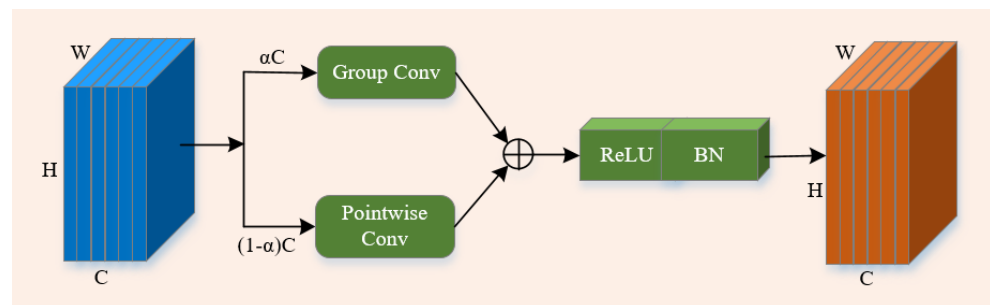 W
H
C
αC
Group Conv
(1-α)C
Pointwise
Conv
ReLU
BN
W
H
C